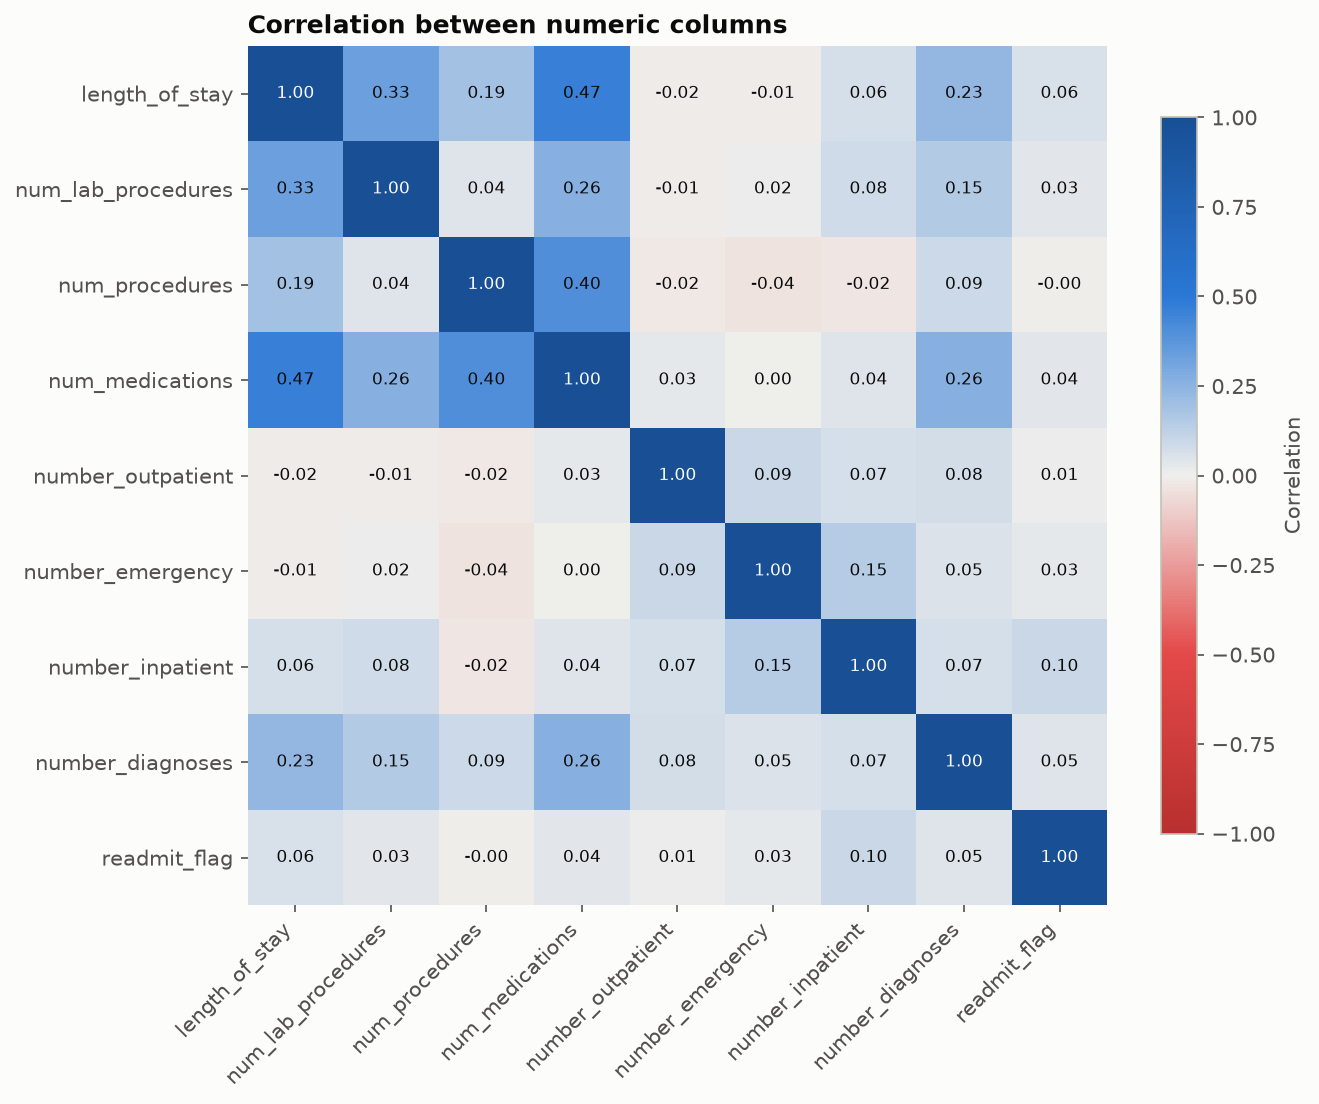 Correlation between numeric columns
length_of_stay 1.00 0.33 0.19 0.47 -0.02 -0.01 0.06 0.23 0.06
num_lab_procedures 0.33 1.00 0.04 0.26 -0.01 0.02 0.08 0.15 0.03
num_procedures 0.19 0.04 1.00 0.40 -0.02 -0.04 -0.02 0.09 -0.00
num_medications 0.47 0.26 0.40 1.00 0.03 0.00 0.04 0.26 0.04
number_outpatient -0.02 -0.01 -0.02 0.03 1.00 0.09 0.07 0.08 0.01
number_emergency -0.01 0.02 -0.04 0.00 0.09 1.00 0.15 0.05 0.03
number_inpatient 0.06 0.08 -0.02 0.04 0.07 0.15 1.00 0.07 0.10
number_diagnoses 0.23 0.15 0.09 0.26 0.08 0.05 0.07 1.00 0.05
readmit_flag 0.06 0.03 -0.00 0.04 0.01 0.03 0.10 0.05 1.00
length_of_stay
num_lab_procedures
num_procedures
num_medications
number_outpatient
number_emergency
number_inpatient
number_diagnoses
readmit_flag
1.00
0.75
0.50
0.25
0.00
−0.25
−0.50
−0.75
−1.00
Correlation